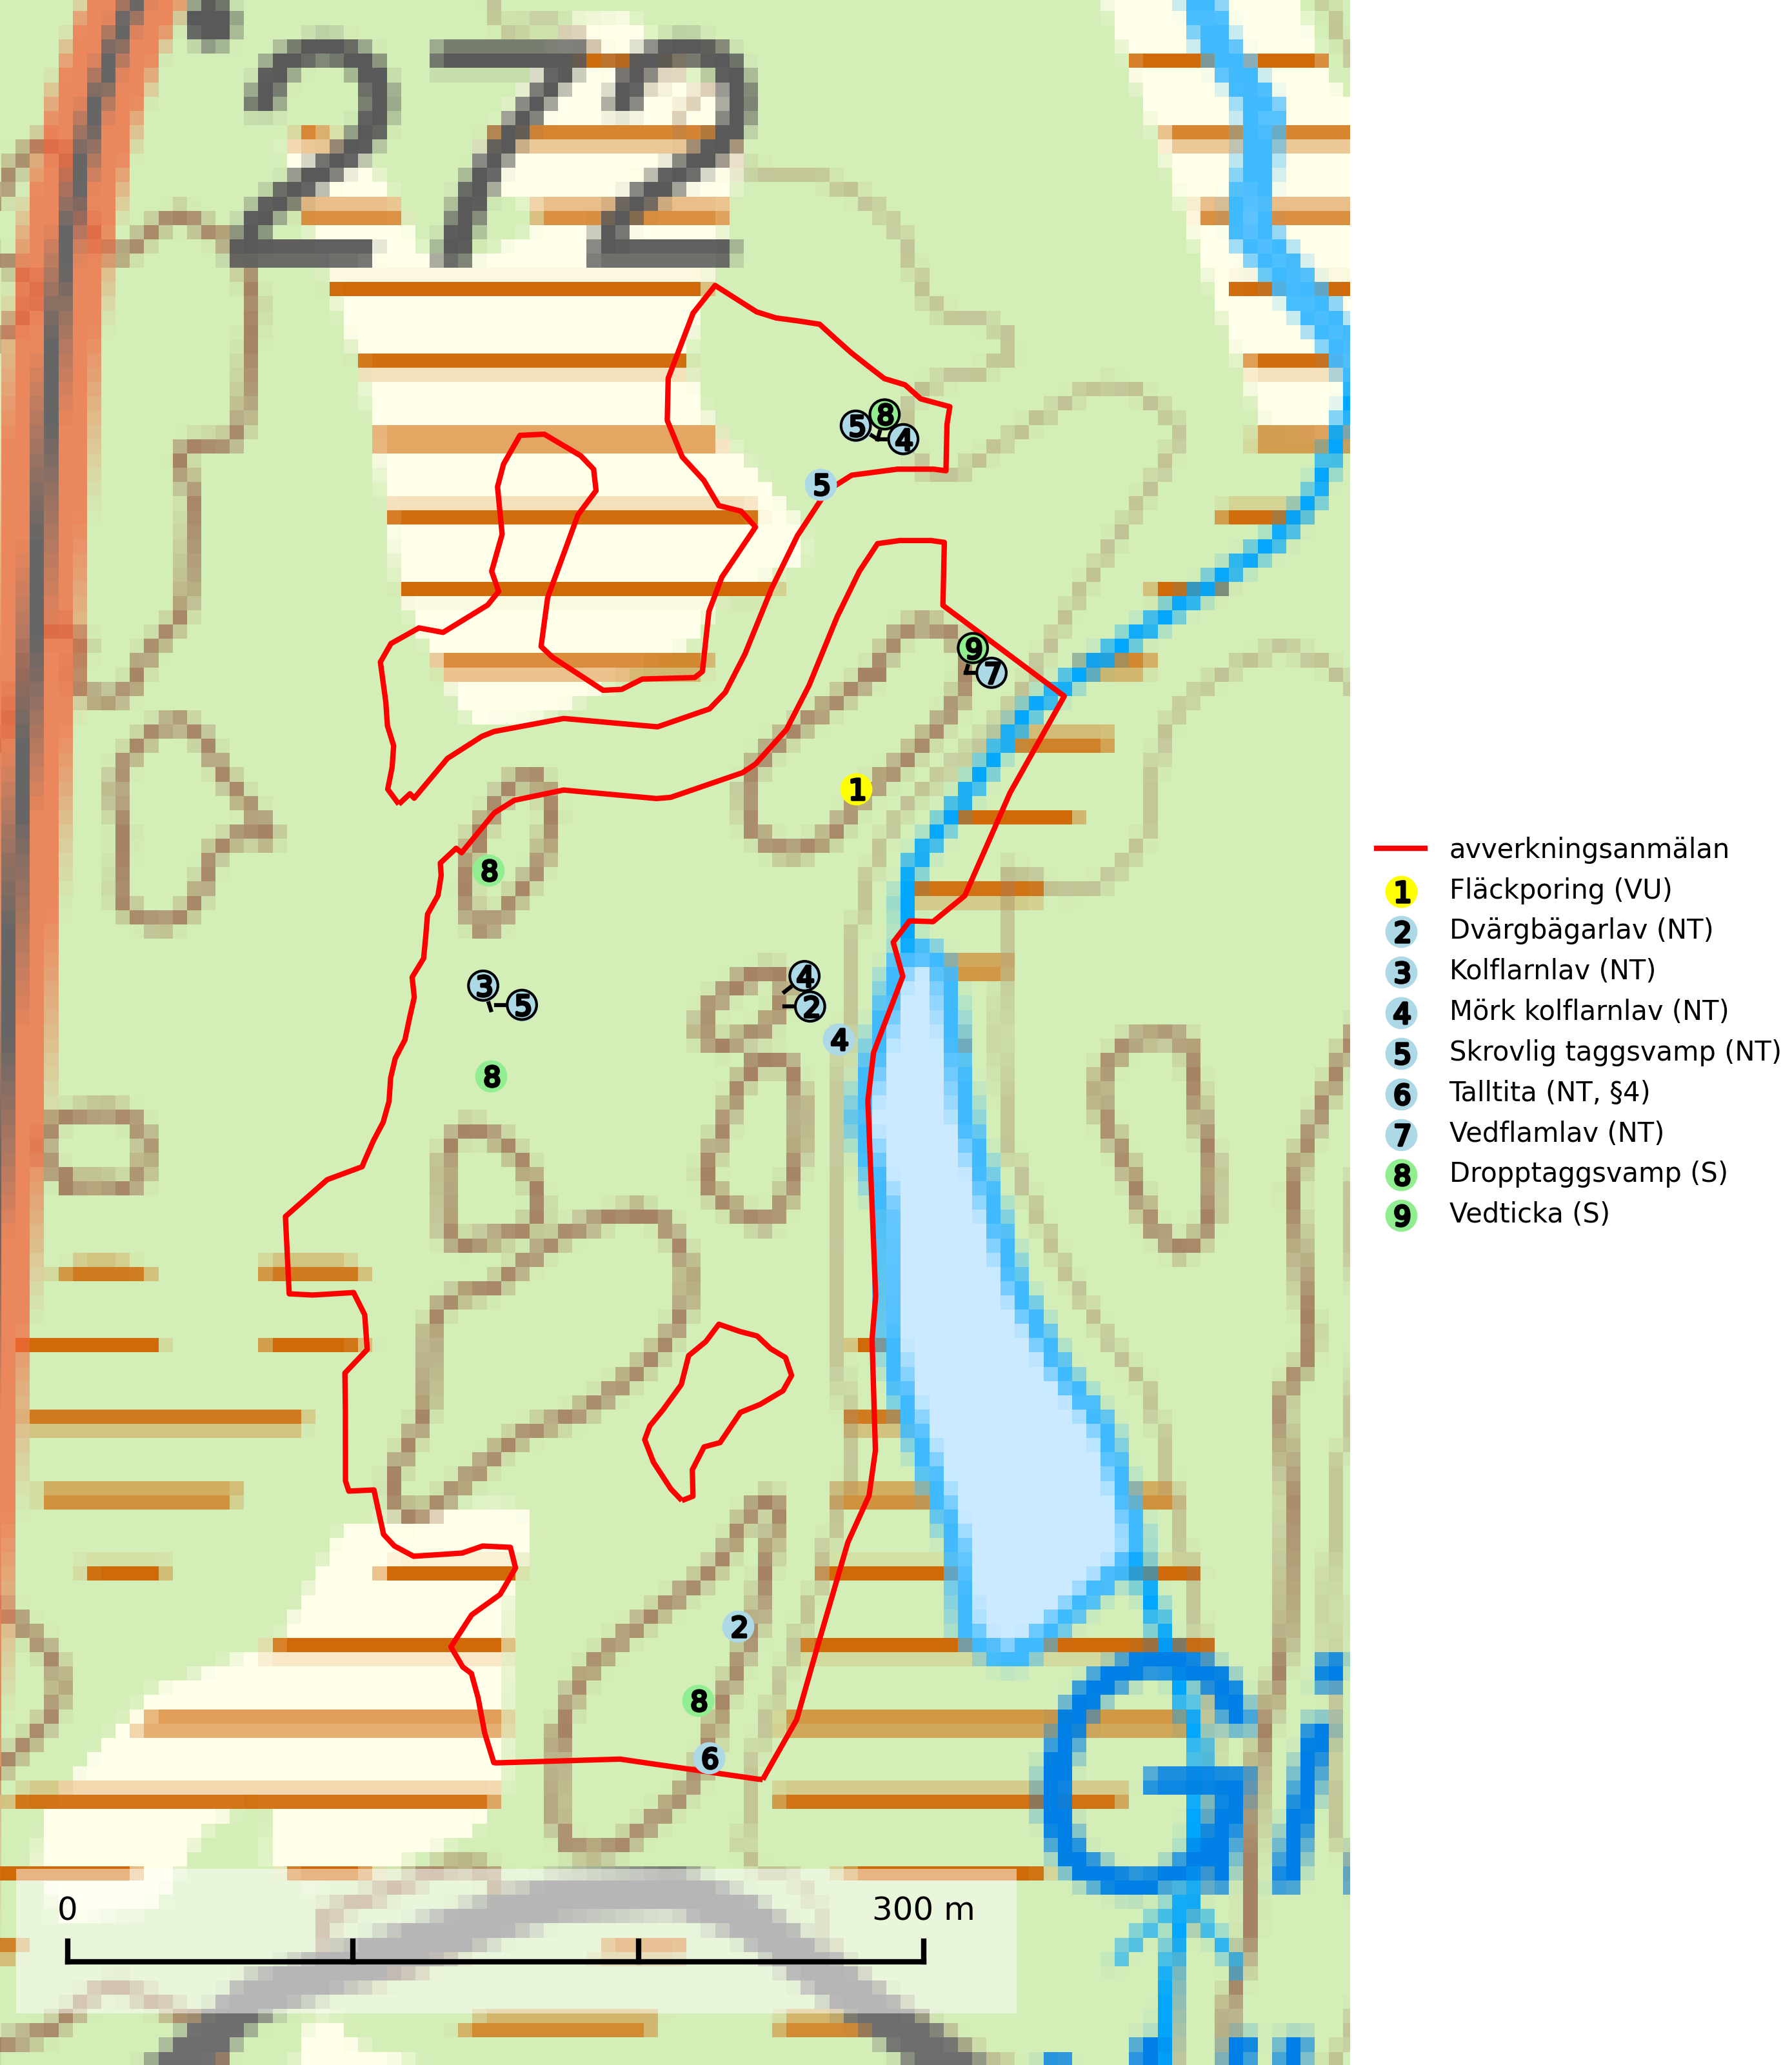 272
8
5
4
5
9
7
1
8
3
5
4
2
4
8
2
8
6
avverkningsanmälan
1 Fläckporing (VU)
2 Dvärgbägarlav (NT)
3 Kolflarnlav (NT)
4 Mörk kolflarnlav (NT)
5 Skrovlig taggsvamp (NT)
6 Talltita (NT, §4)
7 Vedflamlav (NT)
8 Dropptaggsvamp (S)
9 Vedticka (S)
0 300 m